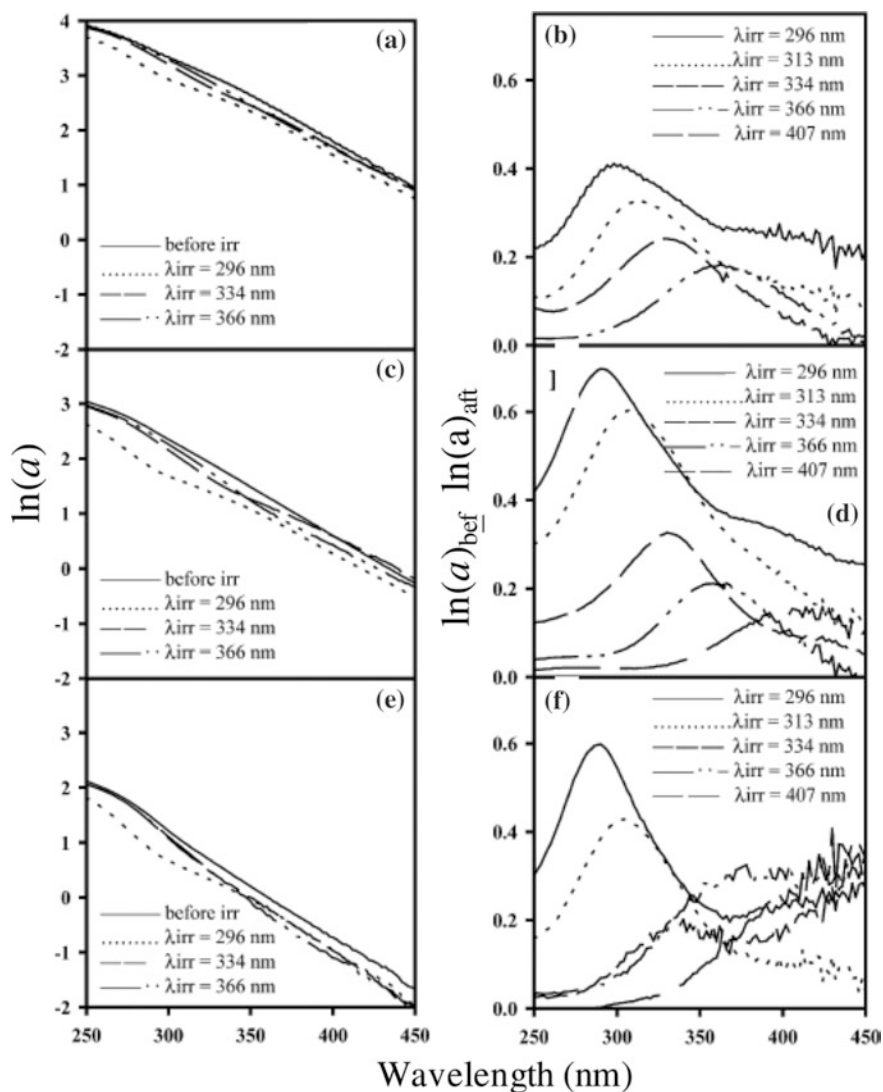 (a)
4
3
2
1
0
-1
-2
before irr
λirr = 296 nm
λirr = 334 nm
λirr = 366 nm
(b)
λirr = 296 nm
λirr = 313 nm
λirr = 334 nm
λirr = 366 nm
λirr = 407 nm
0.6
0.4
0.2
0.0
(c)
3
2
1
0
-1
-2
before irr
λirr = 296 nm
λirr = 334 nm
λirr = 366 nm
]
λirr = 296 nm
λirr = 313 nm
λirr = 334 nm
λirr = 366 nm
λirr = 407 nm
(d)
0.6
0.4
0.2
0.0
(e)
3
2
1
0
-1
-2
before irr
λirr = 296 nm
λirr = 334 nm
λirr = 366 nm
250 300 350 400 450
(f)
λirr = 296 nm
λirr = 313 nm
λirr = 334 nm
λirr = 366 nm
λirr = 407 nm
0.6
0.4
0.2
0.0
250 300 350 400 450
ln(a)
ln(a)bef ln(a)aft
Wavelength (nm)